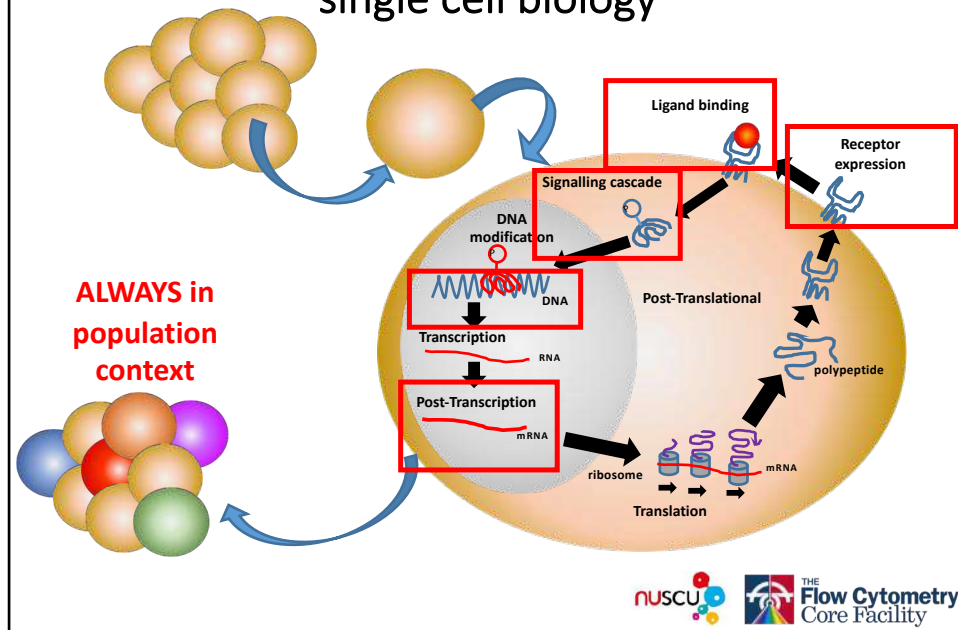 single cell biology
Ligand binding
Receptor
expression
Signalling cascade
P
DNA
modification
P
DNA
ALWAYS in
population
context
Post-Translational
Transcription
RNA
polypeptide
Post-Transcription
mRNA
ribosome
mRNA
Translation
nuscu
THE
Flow Cytometry
Core Facility